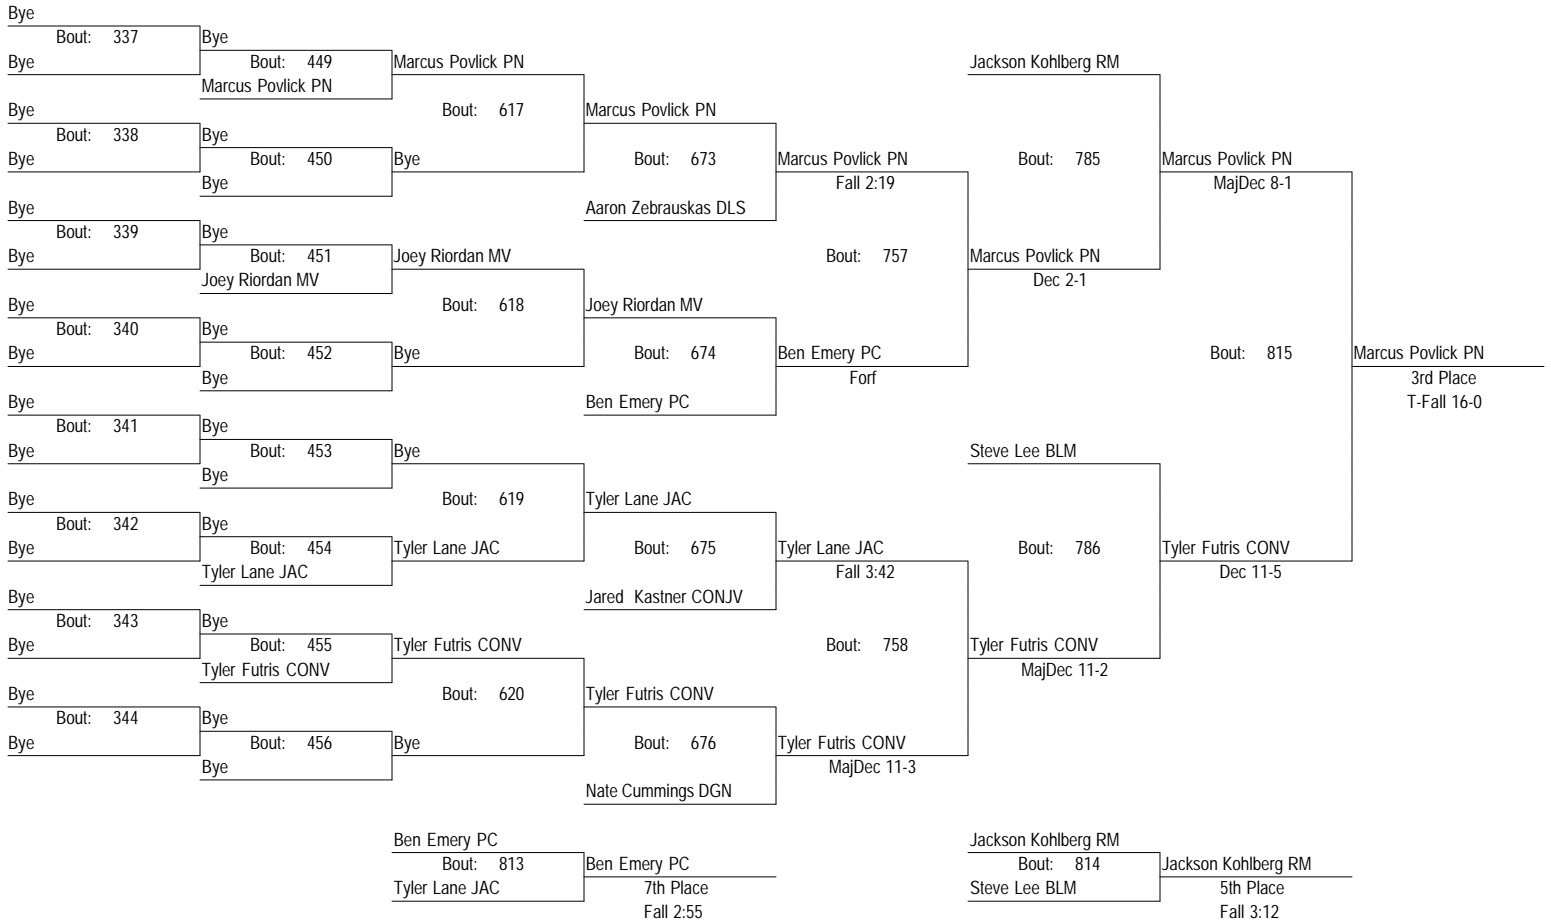 Bye
Bout: 337 Bye
Bye Bout: 449 Marcus Povlick PN Jackson Kohlberg RM
Marcus Povlick PN
Bye Bout: 617 Marcus Povlick PN
Bout: 338 Bye
Bye Bout: 450 Bye Bout: 673 Marcus Povlick PN Bout: 785 Marcus Povlick PN
Bye Fall 2:19 MajDec 8-1
Bye Aaron Zebrauskas DLS
Bout: 339 Bye
Bye Bout: 451 Joey Riordan MV Bout: 757 Marcus Povlick PN
Joey Riordan MV Dec 2-1
Bye Bout: 618 Joey Riordan MV
Bout: 340 Bye
Bye Bout: 452 Bye Bout: 674 Ben Emery PC Bout: 815 Marcus Povlick PN
Bye Forf 3rd Place
Bye Ben Emery PC T-Fall 16-0
Bout: 341 Bye
Bye Bout: 453 Bye Steve Lee BLM
Bye
Bye Bout: 619 Tyler Lane JAC
Bout: 342 Bye
Bye Bout: 454 Tyler Lane JAC Bout: 675 Tyler Lane JAC Bout: 786 Tyler Futris CONV
Tyler Lane JAC Fall 3:42 Dec 11-5
Bye Jared Kastner CONJV
Bout: 343 Bye
Bye Bout: 455 Tyler Futris CONV Bout: 758 Tyler Futris CONV
Tyler Futris CONV MajDec 11-2
Bye Bout: 620 Tyler Futris CONV
Bout: 344 Bye
Bye Bout: 456 Bye Bout: 676 Tyler Futris CONV
Bye MajDec 11-3
Nate Cummings DGN
Ben Emery PC Jackson Kohlberg RM
Bout: 813 Ben Emery PC Bout: 814 Jackson Kohlberg RM
Tyler Lane JAC 7th Place Steve Lee BLM 5th Place
Fall 2:55 Fall 3:12